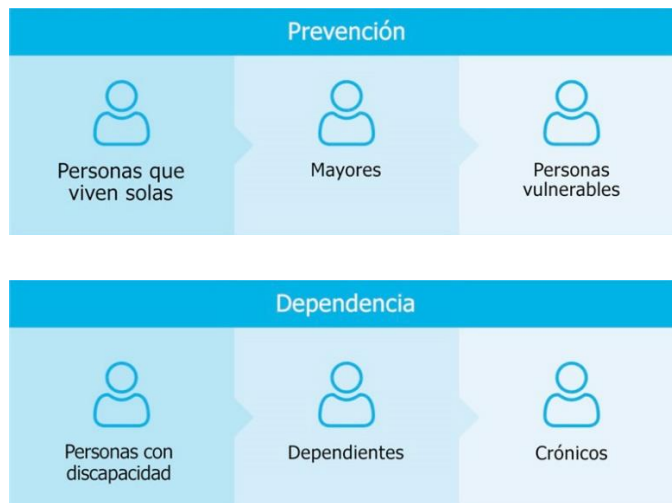 Prevención
Personas que
viven solas
Mayores
Personas
vulnerables
Dependencia
Personas con
discapacidad
Dependientes
Crónicos